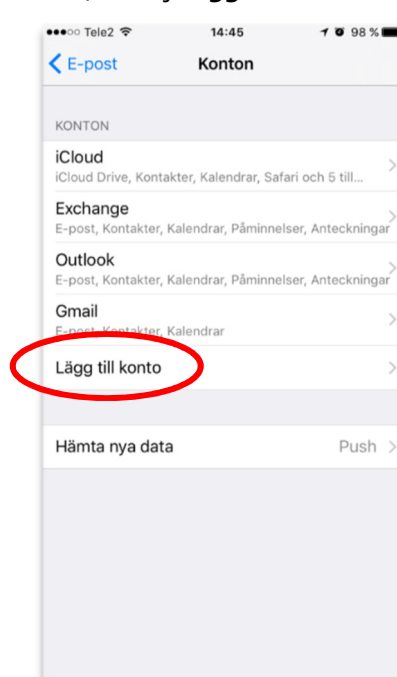 Tele2 14:45 98 %
E-post Konton
KONTON
iCloud
iCloud Drive, Kontakter, Kalendrar, Safari och 5 till...
Exchange
E-post, Kontakter, Kalendrar, Påminnelser, Anteckningar
Outlook
E-post, Kontakter, Kalendrar, Påminnelser, Anteckningar
Gmail
E-post, Kontakter, Kalendrar
Lägg till konto
Hämta nya data Push